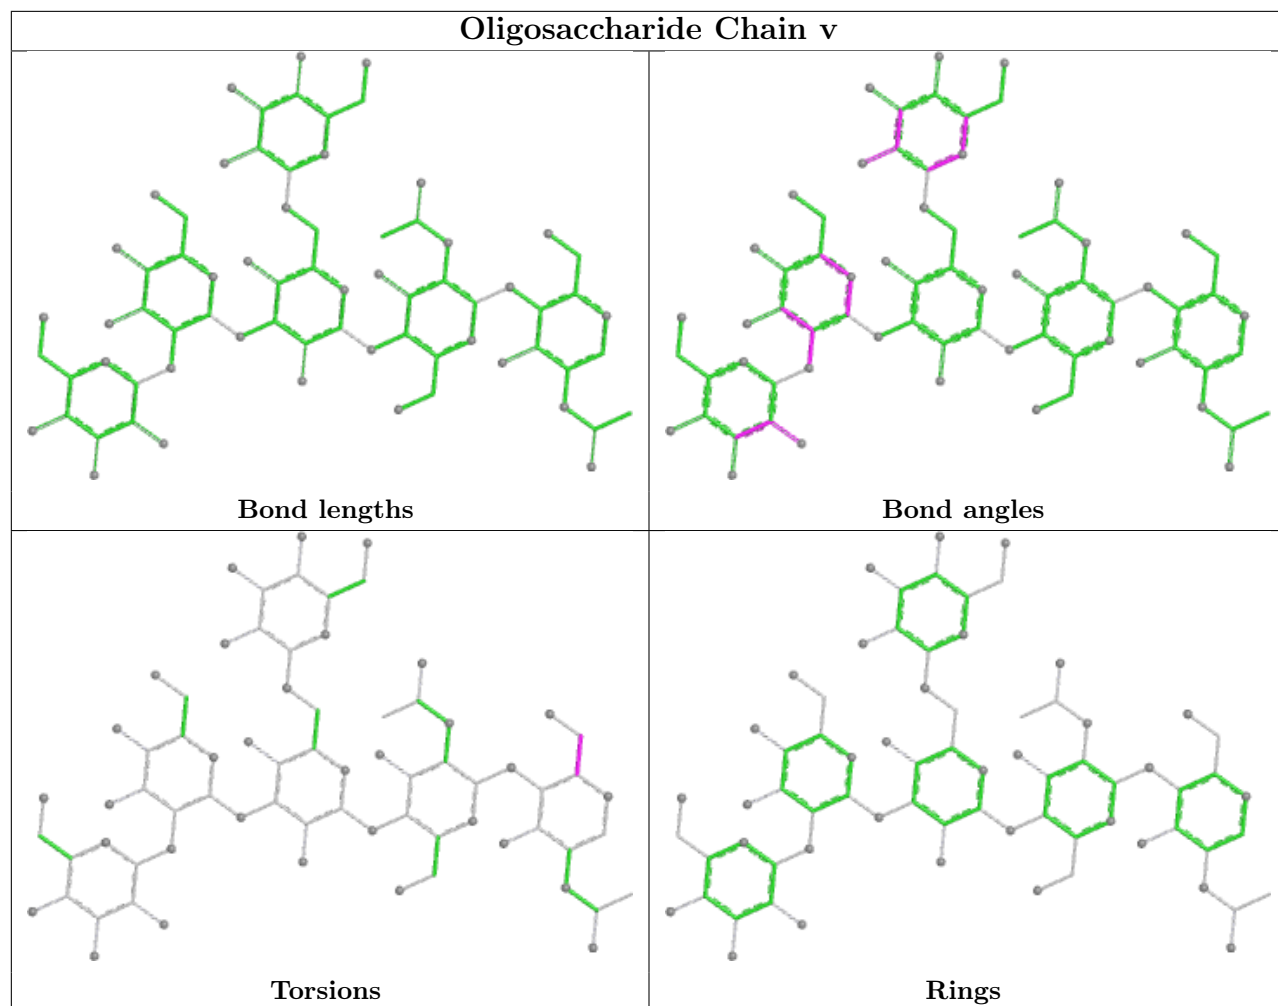 Oligosaccharide Chain v
Bond lengths
Bond angles
Torsions
Rings